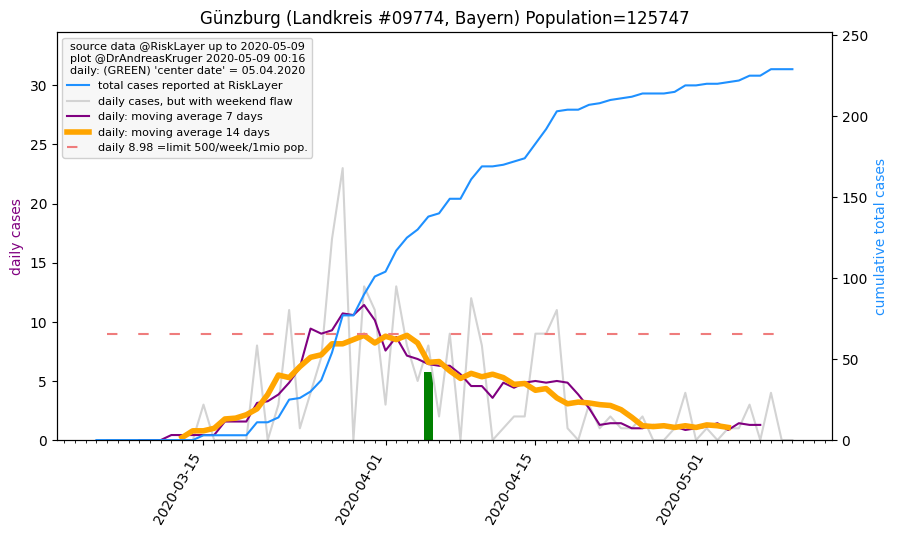 Günzburg (Landkreis #09774, Bayern) Population=125747
source data @RiskLayer up to 2020-05-09
plot @DrAndreasKruger 2020-05-09 00:16
daily: (GREEN) 'center date' = 05.04.2020
total cases reported at RiskLayer
daily cases, but with weekend flaw
daily: moving average 7 days
daily: moving average 14 days
daily 8.98 =limit 500/week/1mio pop.
daily cases
30
25
20
15
10
5
0
250
200
150
100
50
0
cumulative total cases
2020-03-15
2020-04-01
2020-04-15
2020-05-01